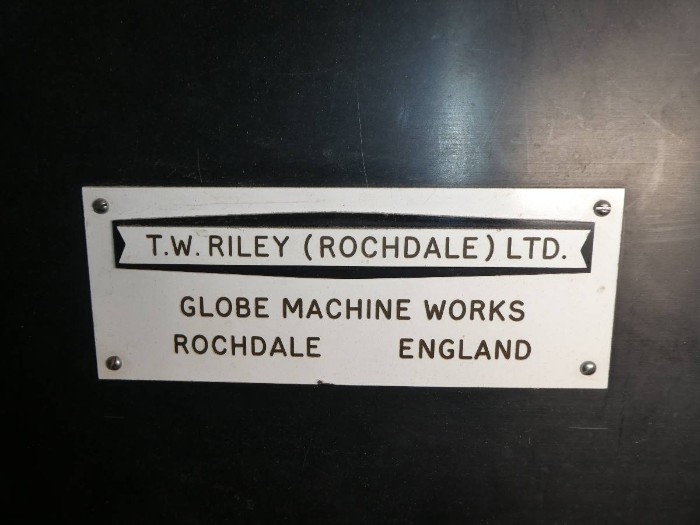 T.W. RILEY (ROCHDALE) LTD.
GLOBE MACHINE WORKS
ROCHDALE ENGLAND